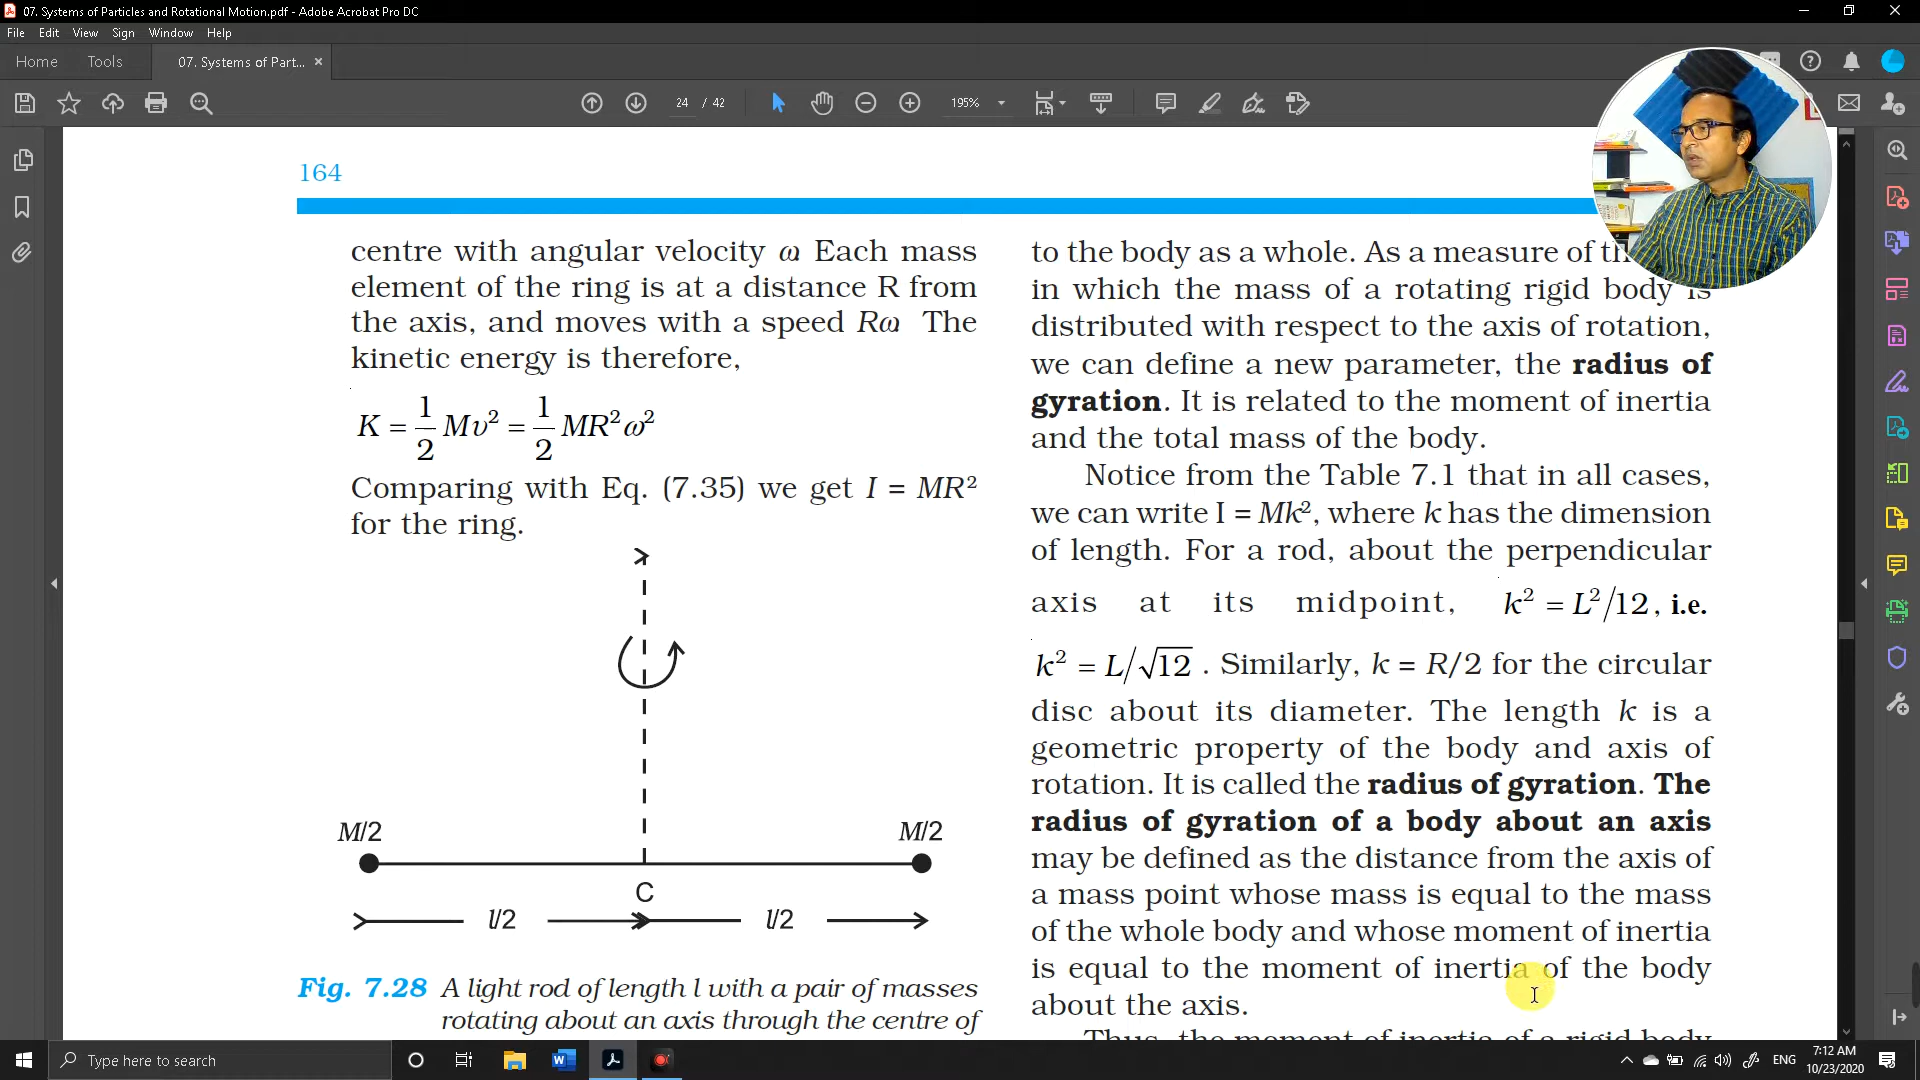 07. Systems of Particles and Rotational Motion.pdf - Adobe Acrobat Pro DC
File Edit View Sign Window Help
Home Tools 07. Systems of Part... ×
24 / 42 195%
164
centre with angular velocity ω. Each mass
element of the ring is at a distance R from
the axis, and moves with a speed Rω. The
kinetic energy is therefore,
K = 1/2 Mυ² = 1/2 MR²ω²
Comparing with Eq. (7.35) we get I = MR²
for the ring.
M/2 M/2
C
l/2 l/2
Fig. 7.28 A light rod of length l with a pair of masses
rotating about an axis through the centre of
to the body as a whole. As a measure of
in which the mass of a rotating rigid body is
distributed with respect to the axis of rotation,
we can define a new parameter, the radius of
gyration. It is related to the moment of inertia
and the total mass of the body.
Notice from the Table 7.1 that in all cases,
we can write I = Mk², where k has the dimension
of length. For a rod, about the perpendicular
axis at its midpoint, k² = L²/12, i.e.
k² = L/√12 . Similarly, k = R/2 for the circular
disc about its diameter. The length k is a
geometric property of the body and axis of
rotation. It is called the radius of gyration. The
radius of gyration of a body about an axis
may be defined as the distance from the axis of
a mass point whose mass is equal to the mass
of the whole body and whose moment of inertia
is equal to the moment of inertia of the body
about the axis.
Thus, the moment of inertia of a rigid body
Type here to search
ENG
7:12 AM
10/23/2020